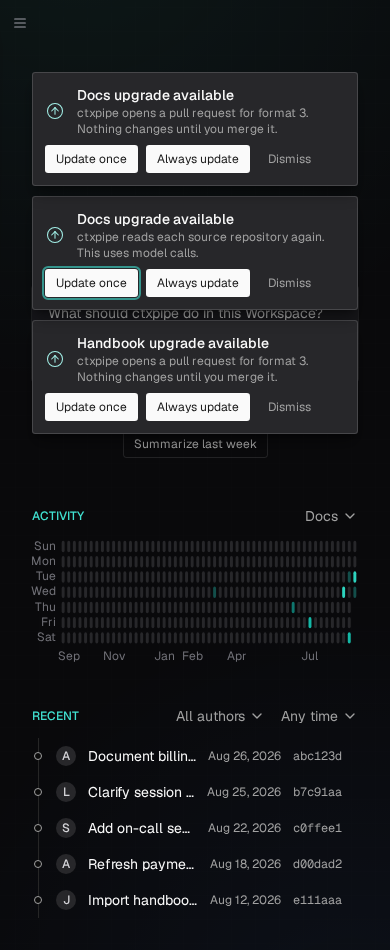 Docs upgrade available
ctxpipe opens a pull request for format 3.
Nothing changes until you merge it.
Update once Always update Dismiss
Docs upgrade available
ctxpipe reads each source repository again.
This uses model calls.
Update once Always update Dismiss
What should ctxpipe do in this Workspace?
Handbook upgrade available
ctxpipe opens a pull request for format 3.
Nothing changes until you merge it.
Update once Always update Dismiss
Summarize last week
ACTIVITY Docs
Sun
Mon
Tue
Wed
Thu
Fri
Sat
Sep Nov Jan Feb Apr Jul
RECENT All authors Any time
A Document billin... Aug 26, 2026 abc123d
L Clarify session ... Aug 25, 2026 b7c91aa
S Add on-call se... Aug 22, 2026 c0ffee1
A Refresh payme... Aug 18, 2026 d00dad2
J Import handboo... Aug 12, 2026 e111aaa